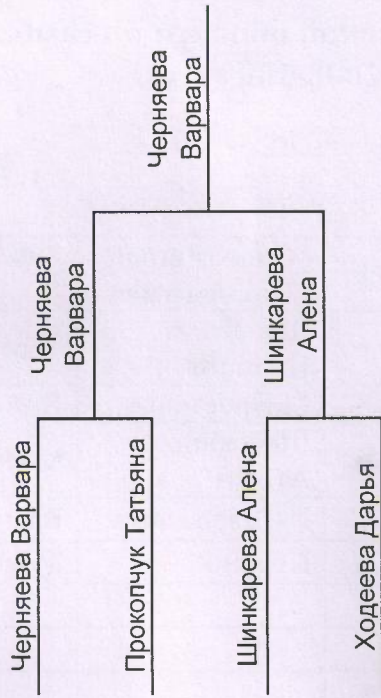 Черняева Варвара
Прокопчук Татьяна
Шинкарева Алена
Ходеева Дарья
Черняева
Варвара
Шинкарева
Алена
Черняева
Варвара